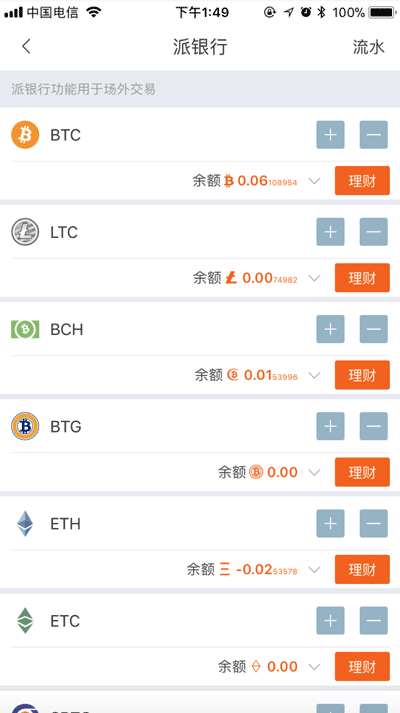 中国电信 下午1:49 100%
派银行 流水
派银行功能用于场外交易
BTC
余额 0.06108954 理财
LTC
余额 0.0074982 理财
BCH
余额 0.0153996 理财
BTG
余额 0.00 理财
ETH
余额 -0.0253578 理财
ETC
余额 0.00 理财